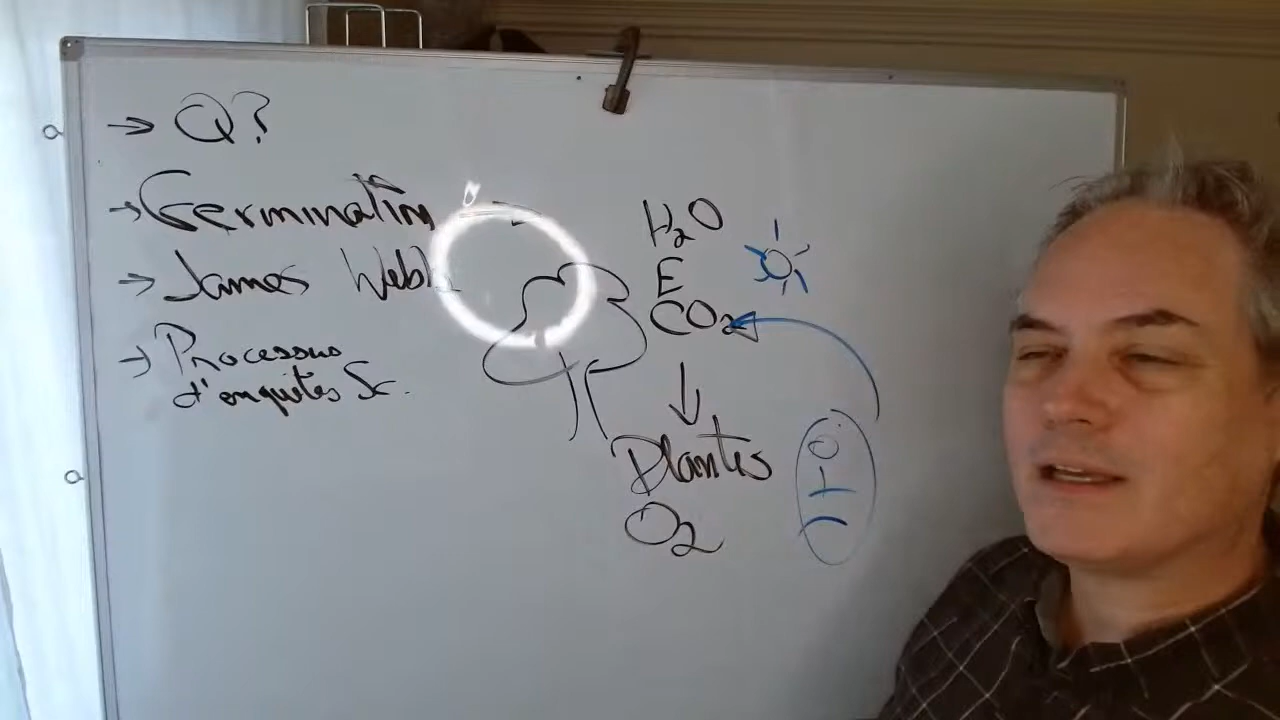 → Q?
→ Germination
→ James Webb
→ Processus
d'enquêtes Sc.
H₂O
E
CO₂
↓
Plantes
O₂